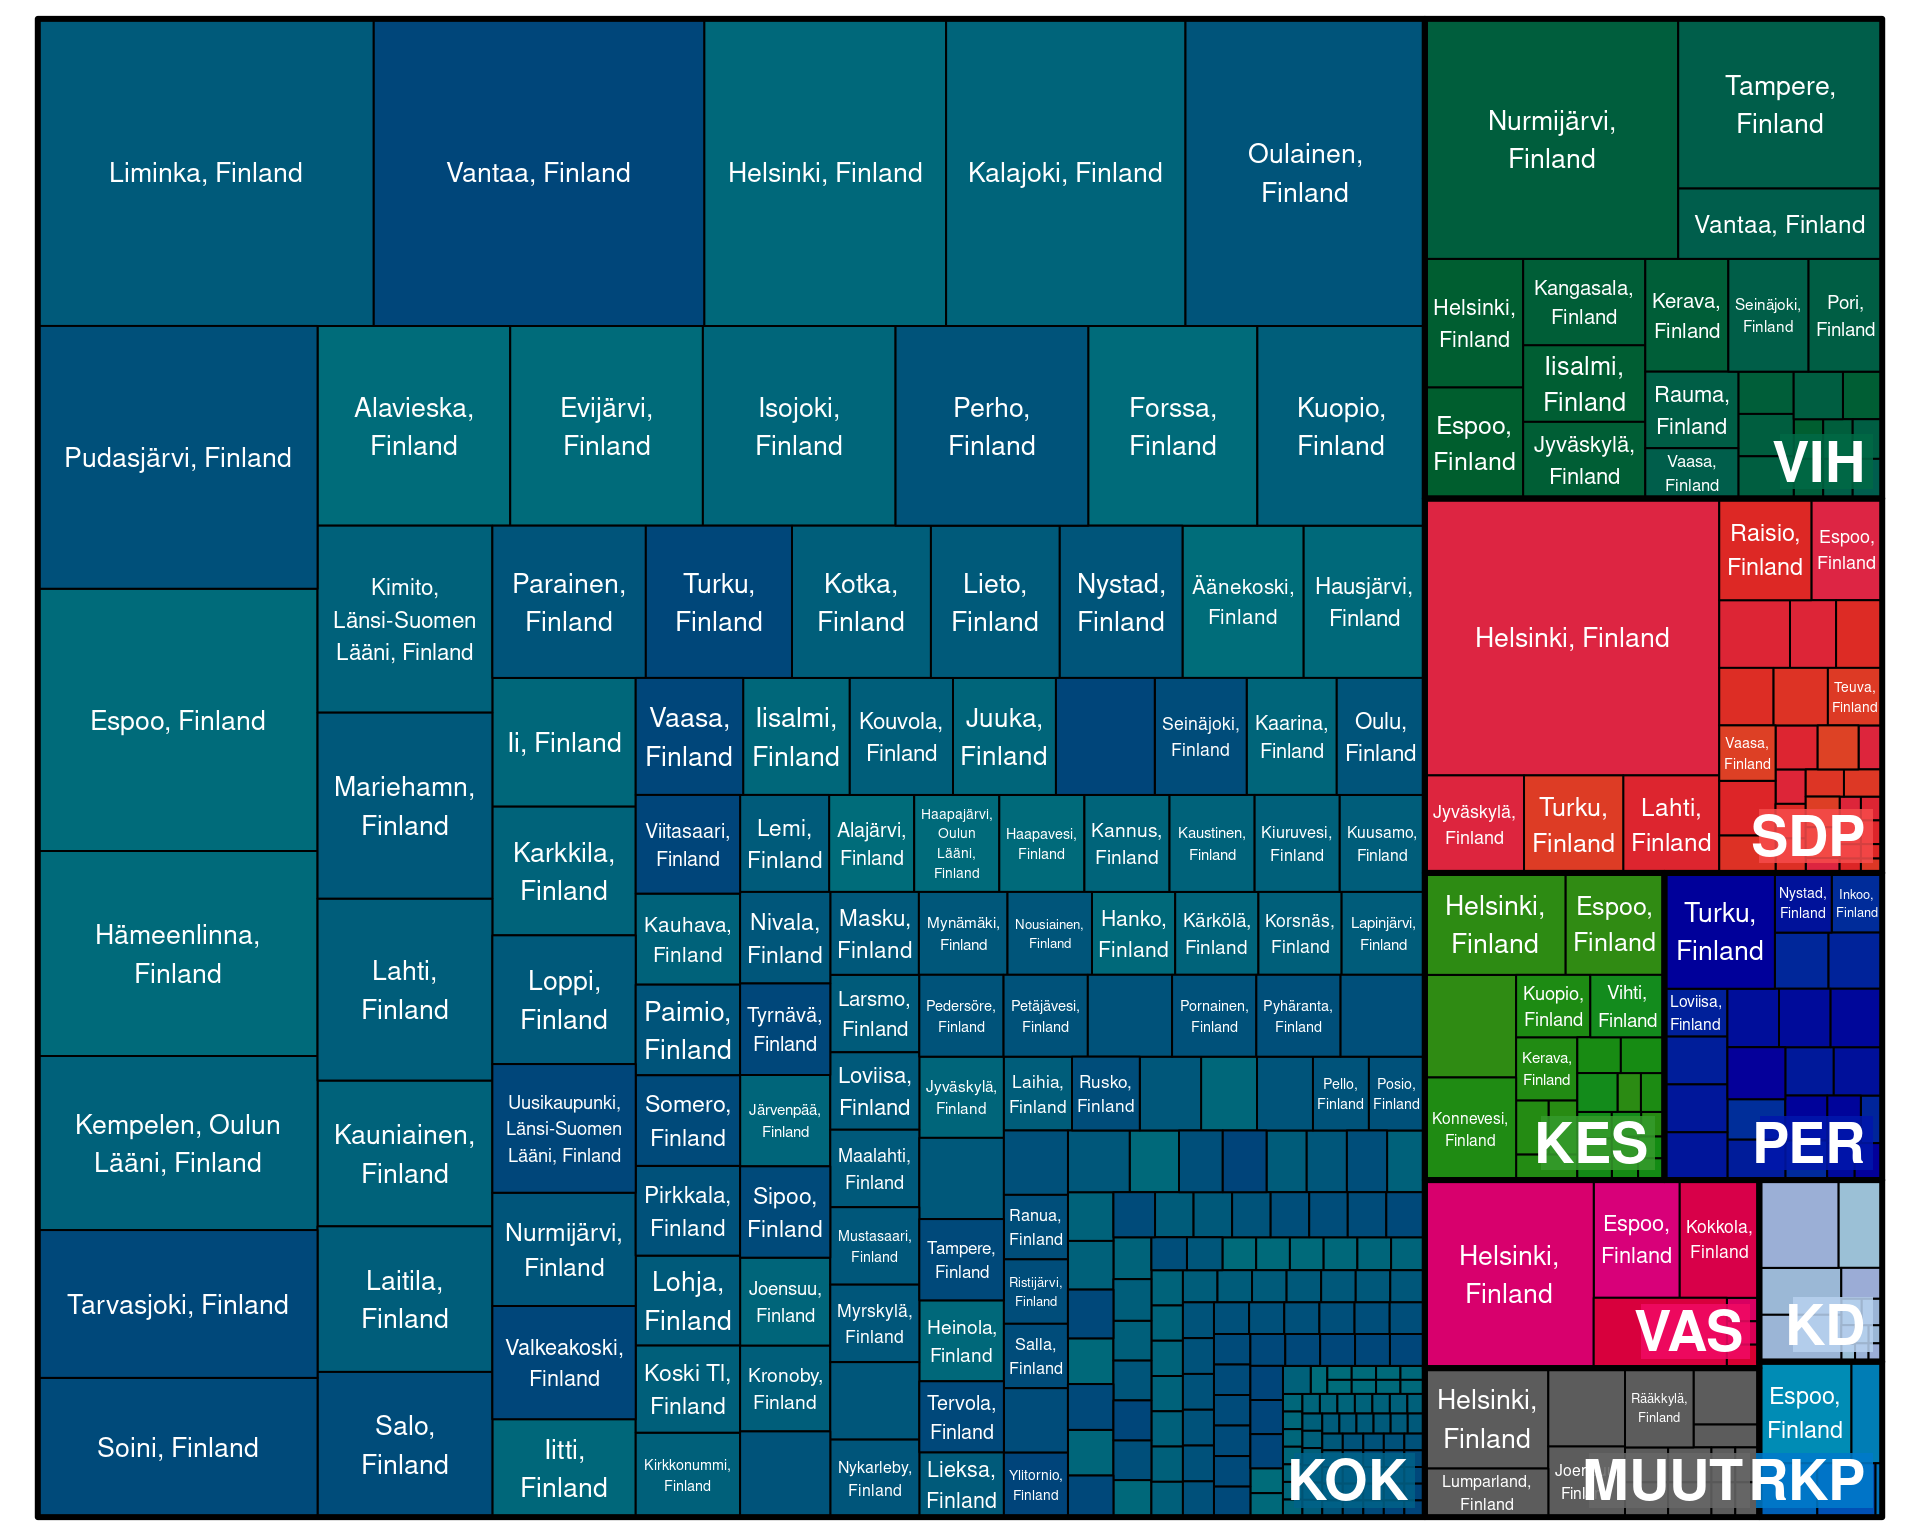 Liminka, Finland
Vantaa, Finland
Helsinki, Finland
Kalajoki, Finland
Oulainen,
Finland
Pudasjärvi, Finland
Alavieska,
Finland
Evijärvi,
Finland
Isojoki,
Finland
Perho,
Finland
Forssa,
Finland
Kuopio,
Finland
Espoo, Finland
Hämeenlinna,
Finland
Kempelen, Oulun
Lääni, Finland
Tarvasjoki, Finland
Soini, Finland
Kimito,
Länsi-Suomen
Lääni, Finland
Mariehamn,
Finland
Lahti,
Finland
Kauniainen,
Finland
Laitila,
Finland
Salo,
Finland
Parainen,
Finland
Turku,
Finland
Kotka,
Finland
Lieto,
Finland
Nystad,
Finland
Äänekoski,
Finland
Hausjärvi,
Finland
Ii, Finland
Karkkila,
Finland
Loppi,
Finland
Uusikaupunki,
Länsi-Suomen
Lääni, Finland
Nurmijärvi,
Finland
Valkeakoski,
Finland
Iitti,
Finland
Vaasa,
Finland
Iisalmi,
Finland
Kouvola,
Finland
Juuka,
Finland
Seinäjoki,
Finland
Kaarina,
Finland
Oulu,
Finland
Viitasaari,
Finland
Kauhava,
Finland
Paimio,
Finland
Somero,
Finland
Pirkkala,
Finland
Lohja,
Finland
Koski Tl,
Finland
Kirkkonummi,
Finland
Lemi,
Finland
Alajärvi,
Finland
Haapajärvi,
Oulun
Lääni,
Finland
Haapavesi,
Finland
Kannus,
Finland
Kaustinen,
Finland
Kiuruvesi,
Finland
Kuusamo,
Finland
Nivala,
Finland
Tyrnävä,
Finland
Järvenpää,
Finland
Sipoo,
Finland
Joensuu,
Finland
Kronoby,
Finland
Masku,
Finland
Mynämäki,
Finland
Nousiainen,
Finland
Hanko,
Finland
Kärkölä,
Finland
Korsnäs,
Finland
Lapinjärvi,
Finland
Larsmo,
Finland
Loviisa,
Finland
Maalahti,
Finland
Mustasaari,
Finland
Myrskylä,
Finland
Nykarleby,
Finland
Pedersöre,
Finland
Petäjävesi,
Finland
Pornainen,
Finland
Pyhäranta,
Finland
Jyväskylä,
Finland
Tampere,
Finland
Heinola,
Finland
Tervola,
Finland
Lieksa,
Finland
Laihia,
Finland
Rusko,
Finland
Pello,
Finland
Posio,
Finland
Ranua,
Finland
Ristijärvi,
Finland
Salla,
Finland
Ylitornio,
Finland
KOK
Nurmijärvi,
Finland
Tampere,
Finland
Vantaa, Finland
Helsinki,
Finland
Espoo,
Finland
Kangasala,
Finland
Iisalmi,
Finland
Jyväskylä,
Finland
Kerava,
Finland
Seinäjoki,
Finland
Pori,
Finland
Rauma,
Finland
Vaasa,
Finland
VIH
Helsinki, Finland
Raisio,
Finland
Espoo,
Finland
Teuva,
Finland
Vaasa,
Finland
Jyväskylä,
Finland
Turku,
Finland
Lahti,
Finland
SDP
Helsinki,
Finland
Espoo,
Finland
Kuopio,
Finland
Vihti,
Finland
Kerava,
Finland
Konnevesi,
Finland
KES
Turku,
Finland
Nystad,
Finland
Inkoo,
Finland
Loviisa,
Finland
PER
Helsinki,
Finland
Espoo,
Finland
Kokkola,
Finland
VAS
KD
Helsinki,
Finland
Rääkkylä,
Finland
Lumparland,
Finland
MUUT
Espoo,
Finland
RKP